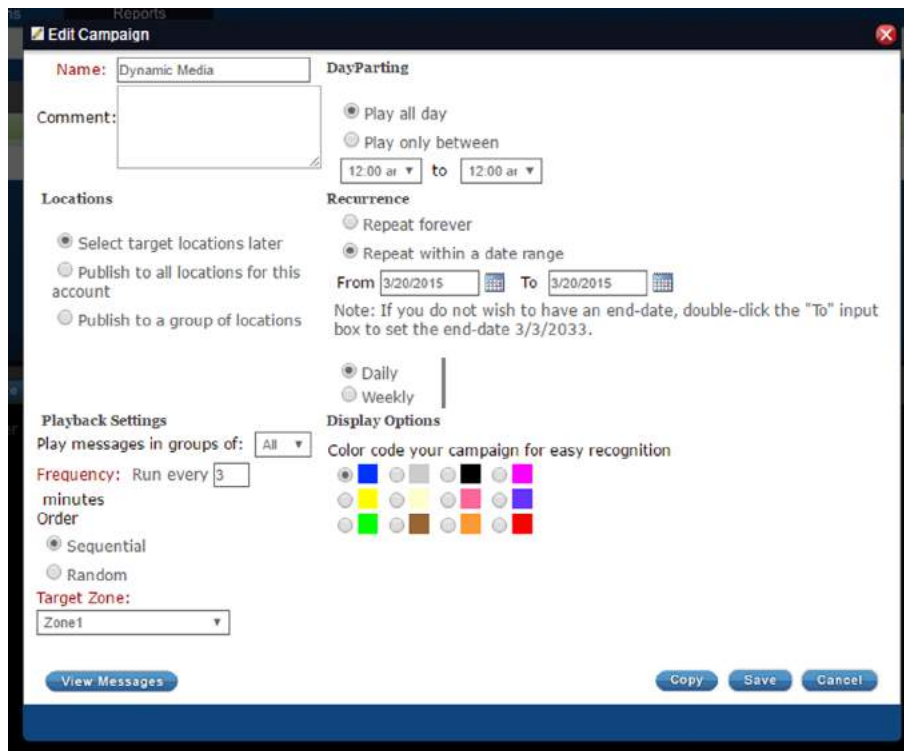 Reports
Edit Campaign
Name: Dynamic Media
Comment:
Locations
Select target locations later
Publish to all locations for this
account
Publish to a group of locations
Playback Settings
Play messages in groups of: All
Frequency: Run every 3
minutes
Order
Sequential
Random
Target Zone:
Zone1
DayParting
Play all day
Play only between
12:00 ar to 12:00 ar
Recurrence
Repeat forever
Repeat within a date range
From 3/20/2015 To 3/20/2015
Note: If you do not wish to have an end-date, double-click the "To" input
box to set the end-date 3/3/2033.
Daily
Weekly
Display Options
Color code your campaign for easy recognition
View Messages
Copy Save Cancel